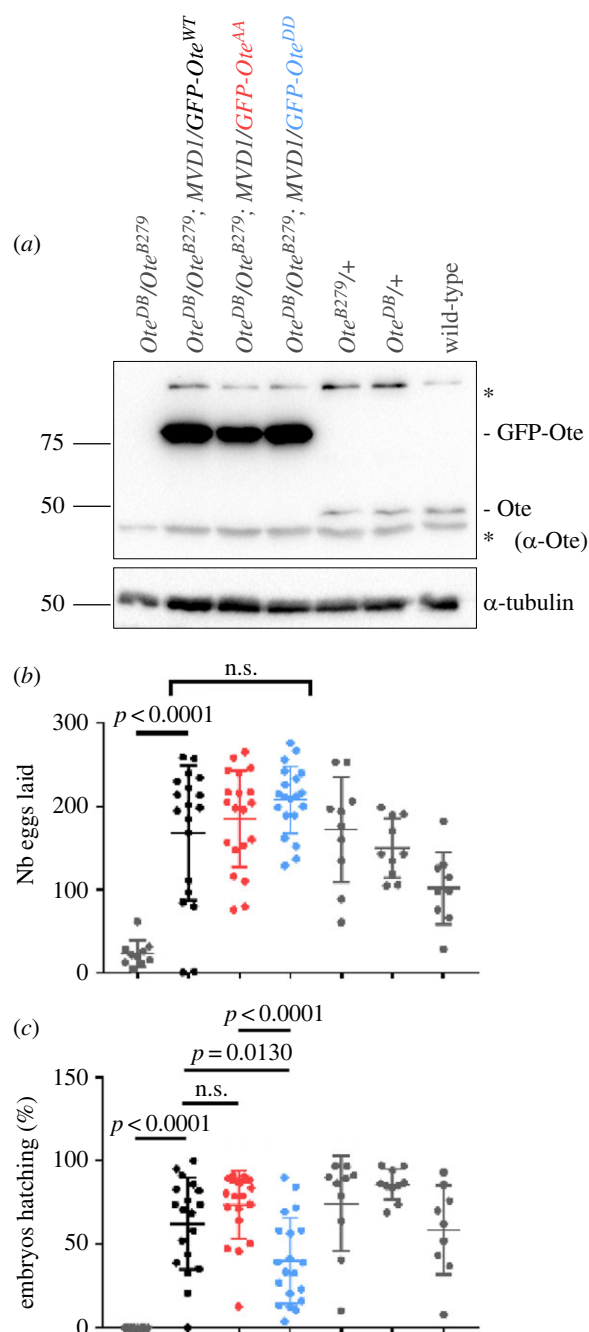 (a)
Ote^DB/Ote^B279
Ote^DB/Ote^B279; MVD1/GFP-Ote^WT
Ote^DB/Ote^B279; MVD1/GFP-Ote^AA
Ote^DB/Ote^B279; MVD1/GFP-Ote^DD
Ote^B279/+
Ote^DB/+
wild-type
*
75
- GFP-Ote
50
- Ote
* (α-Ote)
50
α-tubulin
(b)
n.s.
p < 0.0001
300
200
100
0
Nb eggs laid
(c)
p < 0.0001
p = 0.0130
n.s.
p < 0.0001
150
100
50
0
embryos hatching (%)